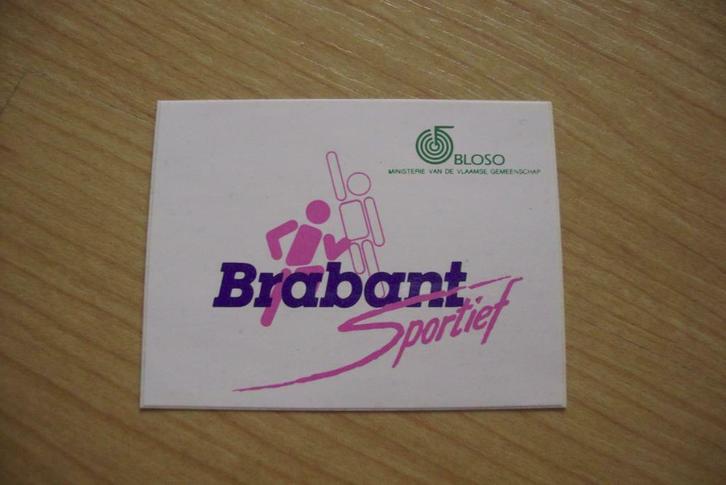 BLOSO
MINISTERIE VAN DE VLAAMSE GEMEENSCHAP
Brabant
Sportief